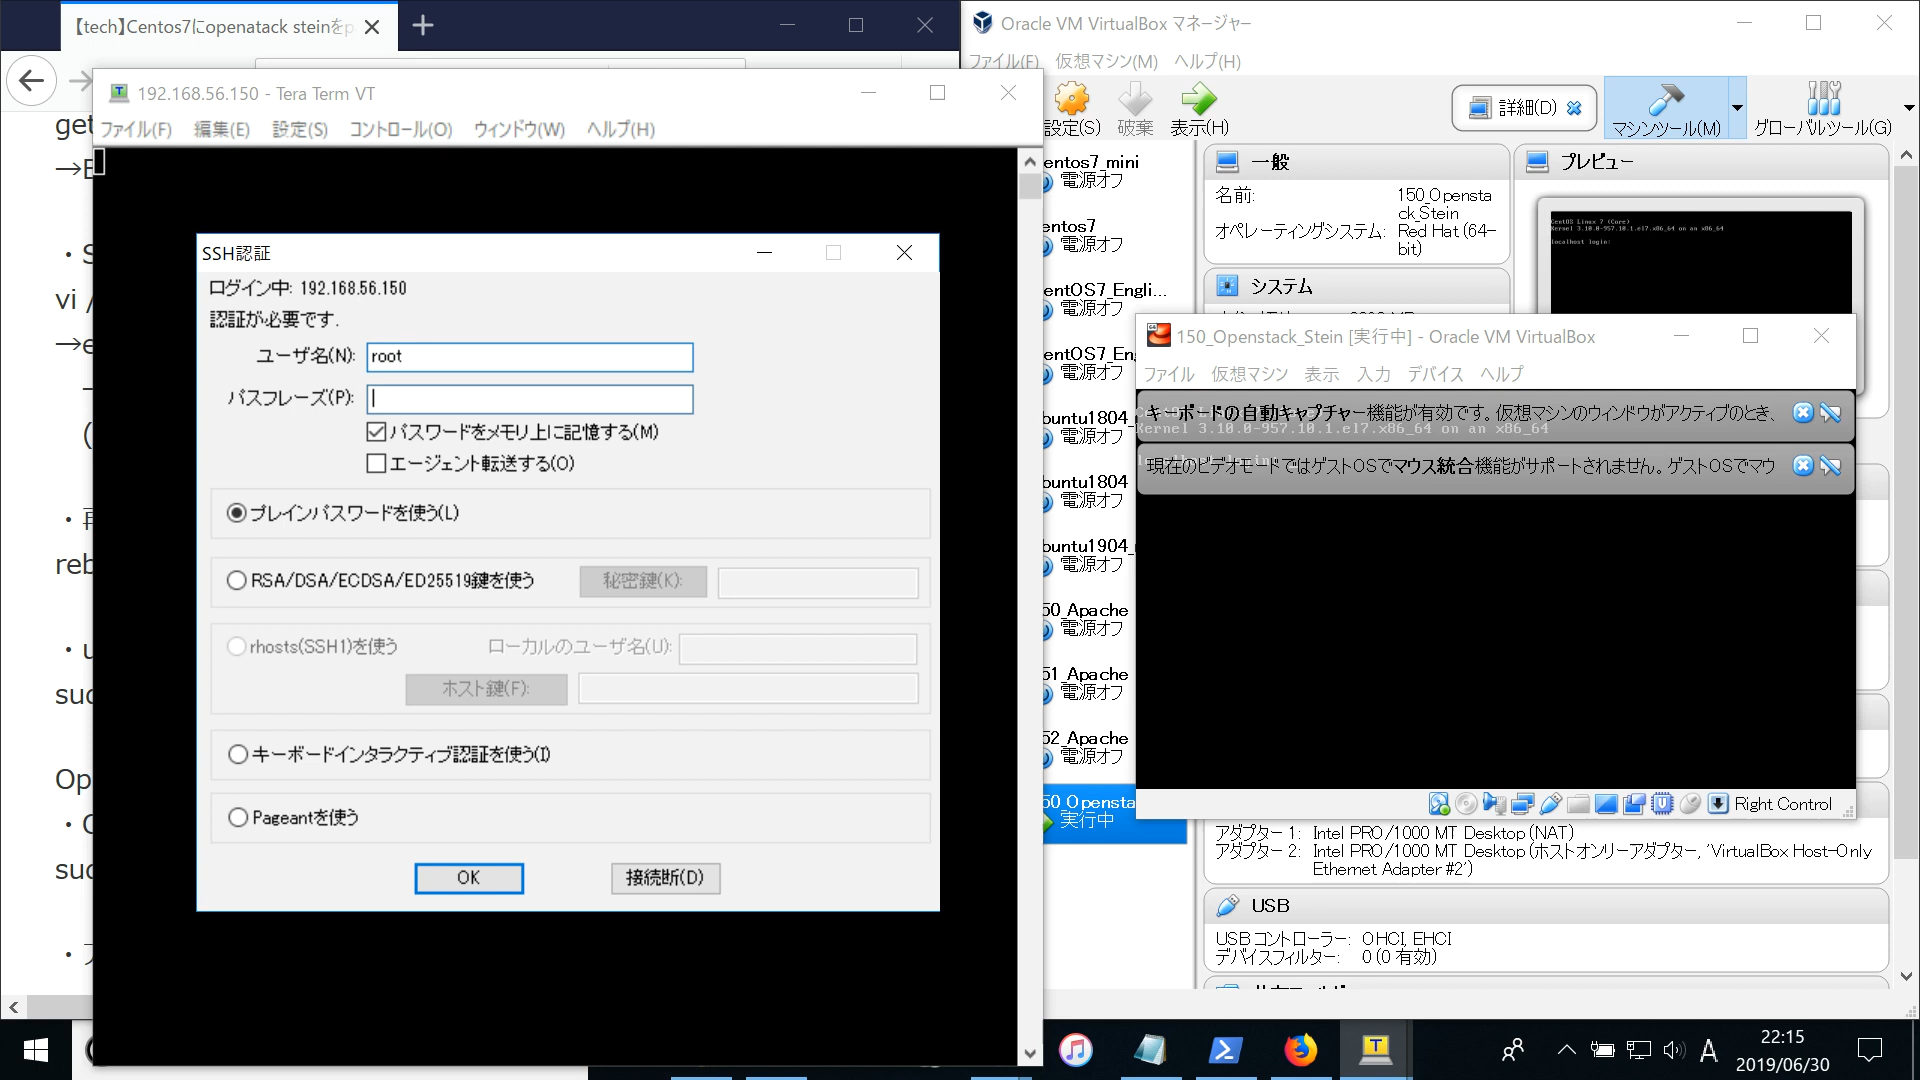 【tech】Centos7にopenatack steinをp
get
→E
・S
vi /
→e
(
・再
reb
・u
suc
Op
・C
suc
192.168.56.150 - Tera Term VT
ファイル(F) 編集(E) 設定(S) コントロール(O) ウィンドウ(W) ヘルプ(H)
SSH認証
ログイン中: 192.168.56.150
認証が必要です.
ユーザ名(N): root
パスフレーズ(P):
パスワードをメモリ上に記憶する(M)
エージェント転送する(O)
プレインパスワードを使う(L)
RSA/DSA/ECDSA/ED25519鍵を使う 秘密鍵(K):
rhosts(SSH1)を使う ローカルのユーザ名(U):
ホスト鍵(F):
キーボードインタラクティブ認証を使う(I)
Pageantを使う
OK 接続断(D)
Oracle VM VirtualBox マネージャー
ファイル(F) 仮想マシン(M) ヘルプ(H)
設定(S) 破棄 表示(H) 詳細(D) マシンツール(M) グローバルツール(G)
entos7_mini
電源オフ
entos7
電源オフ
entOS7_Engli...
電源オフ
entOS7_Eng
電源オフ
buntu1804
電源オフ
buntu1804
電源オフ
buntu1904_
電源オフ
50_Apache
電源オフ
51_Apache
電源オフ
52_Apache
電源オフ
50_Opensta
実行中
一般
名前: 150_Opensta
ck_Stein
オペレーティングシステム: Red Hat (64-
bit)
システム
プレビュー
CentOS Linux 7 (Core)
Kernel 3.10.0-957.10.1.el7.x86_64 on an x86_64
localhost login:
150_Openstack_Stein [実行中] - Oracle VM VirtualBox
ファイル 仮想マシン 表示 入力 デバイス ヘルプ
キーボードの自動キャプチャー機能が有効です。仮想マシンのウィンドウがアクティブのとき、
Kernel 3.10.0-957.10.1.el7.x86_64 on an x86_64
現在のビデオモードではゲストOSでマウス統合機能がサポートされません。ゲストOSでマウ
Right Control
アダプター 1: Intel PRO/1000 MT Desktop (NAT)
アダプター 2: Intel PRO/1000 MT Desktop (ホストオンリーアダプター, 'VirtualBox Host-Only
Ethernet Adapter #2')
USB
USBコントローラー: OHCI, EHCI
デバイスフィルター: 0 (0 有効)
A
22:15
2019/06/30